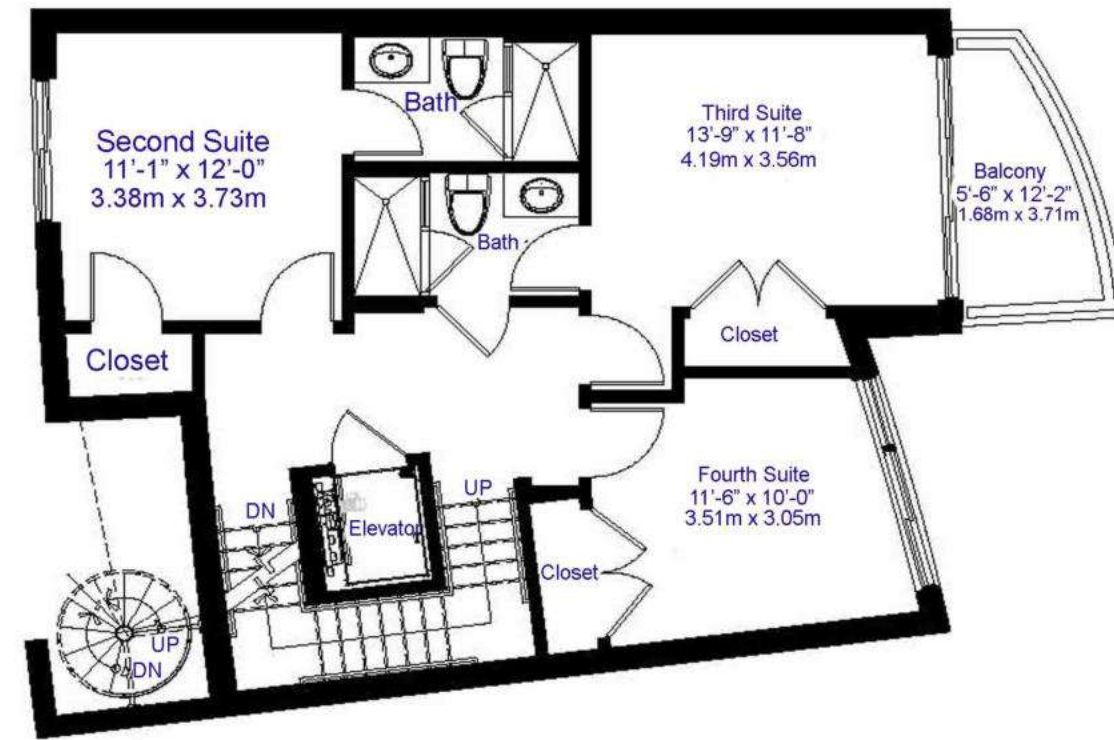 Bath
Second Suite
11'-1" x 12'-0"
3.38m x 3.73m
Third Suite
13'-9" x 11'-8"
4.19m x 3.56m
Balcony
5'-6" x 12'-2"
1.68m x 3.71m
Bath
Closet
Closet
Fourth Suite
11'-6" x 10'-0"
3.51m x 3.05m
DN
UP
Elevator
Closet
UP
DN